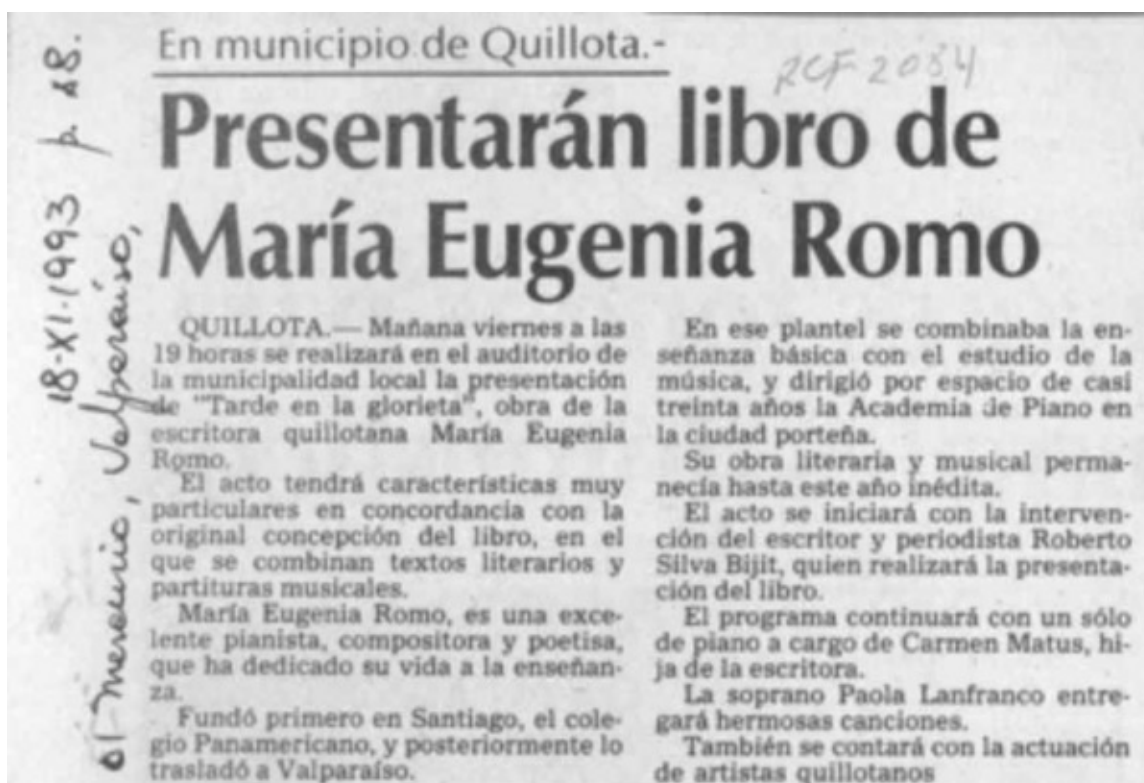 En municipio de Quillota.-
RCF 2034
Presentarán libro de
María Eugenia Romo
18-XI-1993 p. 28.
El Mercurio, Valparaíso,
QUILLOTA.— Mañana viernes a las
19 horas se realizará en el auditorio de
la municipalidad local la presentación
de "Tarde en la glorieta", obra de la
escritora quillotana María Eugenia
Romo.
El acto tendrá características muy
particulares en concordancia con la
original concepción del libro, en el
que se combinan textos literarios y
partituras musicales.
María Eugenia Romo, es una exce-
lente pianista, compositora y poetisa,
que ha dedicado su vida a la enseñan-
za.
Fundó primero en Santiago, el cole-
gio Panamericano, y posteriormente lo
trasladó a Valparaíso.
En ese plantel se combinaba la en-
señanza básica con el estudio de la
música, y dirigió por espacio de casi
treinta años la Academia de Piano en
la ciudad porteña.
Su obra literaria y musical perma-
necía hasta este año inédita.
El acto se iniciará con la interven-
ción del escritor y periodista Roberto
Silva Bijit, quien realizará la presenta-
ción del libro.
El programa continuará con un sólo
de piano a cargo de Carmen Matus, hi-
ja de la escritora.
La soprano Paola Lanfranco entre-
gará hermosas canciones.
También se contará con la actuación
de artistas quillotanos